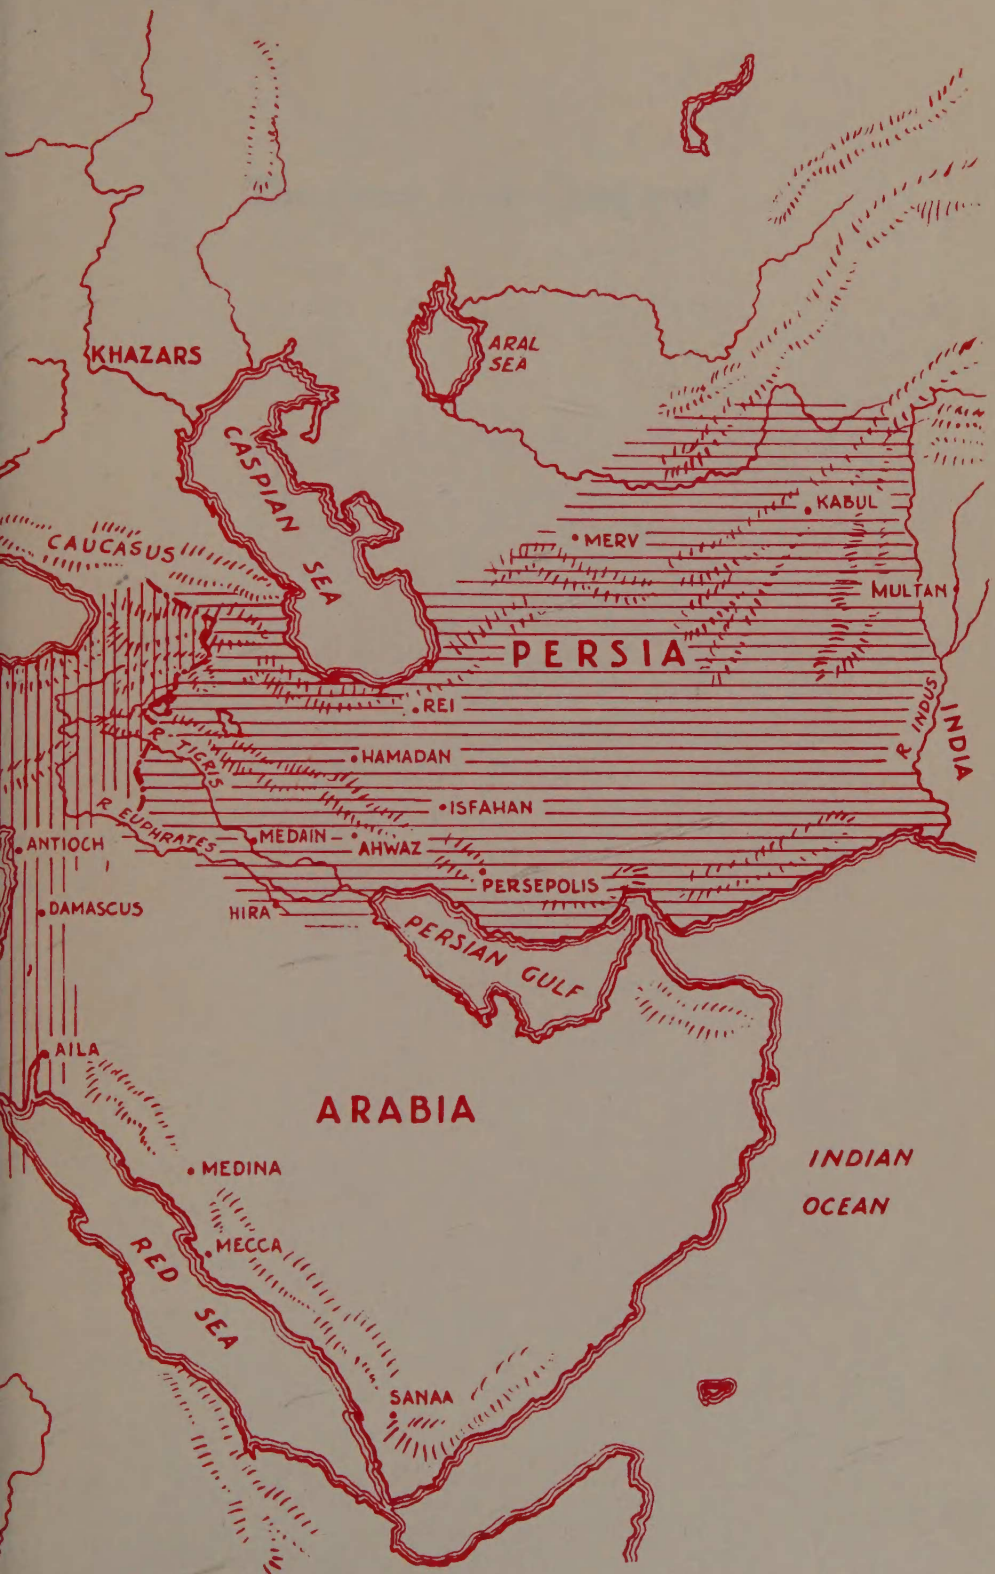 KHAZARS
ARAL
SEA
CASPIAN SEA
CAUCASUS
KABUL
MERV
MULTAN
PERSIA
REI
R. INDUS
INDIA
R. TIGRIS
HAMADAN
ISFAHAN
R EUPHRATES
MEDAIN
AHWAZ
ANTIOCH
PERSEPOLIS
DAMASCUS
HIRA
PERSIAN GULF
AILA
ARABIA
MEDINA
INDIAN
OCEAN
MECCA
RED SEA
SANAA